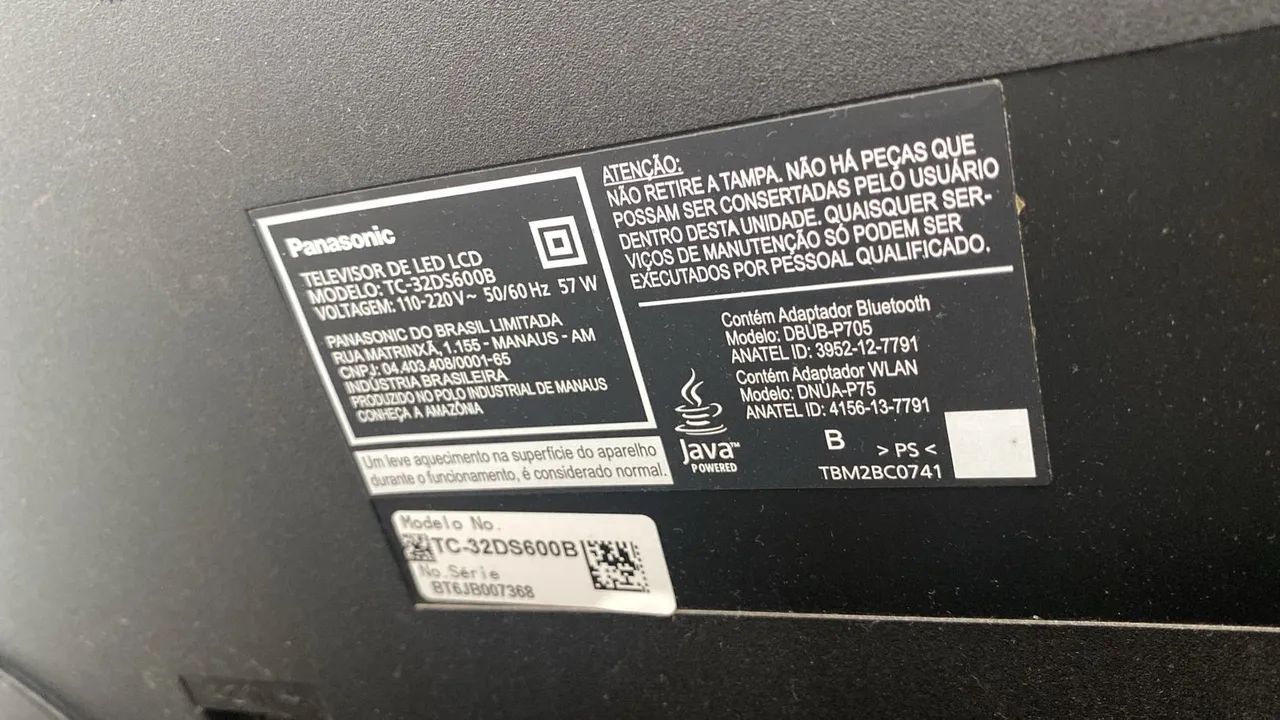 Panasonic
TELEVISOR DE LED LCD
MODELO: TC-32DS600B
VOLTAGEM: 110-220 V~ 50/60 Hz 57 W
PANASONIC DO BRASIL LIMITADA
RUA MATRINXÃ, 1.155 - MANAUS - AM
CNPJ: 04.403.408/0001-65
INDÚSTRIA BRASILEIRA
PRODUZIDO NO POLO INDUSTRIAL DE MANAUS
CONHEÇA A AMAZÔNIA
Um leve aquecimento na superfície do aparelho
durante o funcionamento, é considerado normal.
ATENÇÃO:
NÃO RETIRE A TAMPA. NÃO HÁ PEÇAS QUE
POSSAM SER CONSERTADAS PELO USUÁRIO
DENTRO DESTA UNIDADE. QUAISQUER SER-
VIÇOS DE MANUTENÇÃO SÓ PODEM SER
EXECUTADOS POR PESSOAL QUALIFICADO.
Contém Adaptador Bluetooth
Modelo: DBUB-P705
ANATEL ID: 3952-12-7791
Contém Adaptador WLAN
Modelo: DNUA-P75
ANATEL ID: 4156-13-7791
Java™
POWERED
B > PS <
TBM2BC0741
Modelo No.
TC-32DS600B
No.Série
BT6JB007368